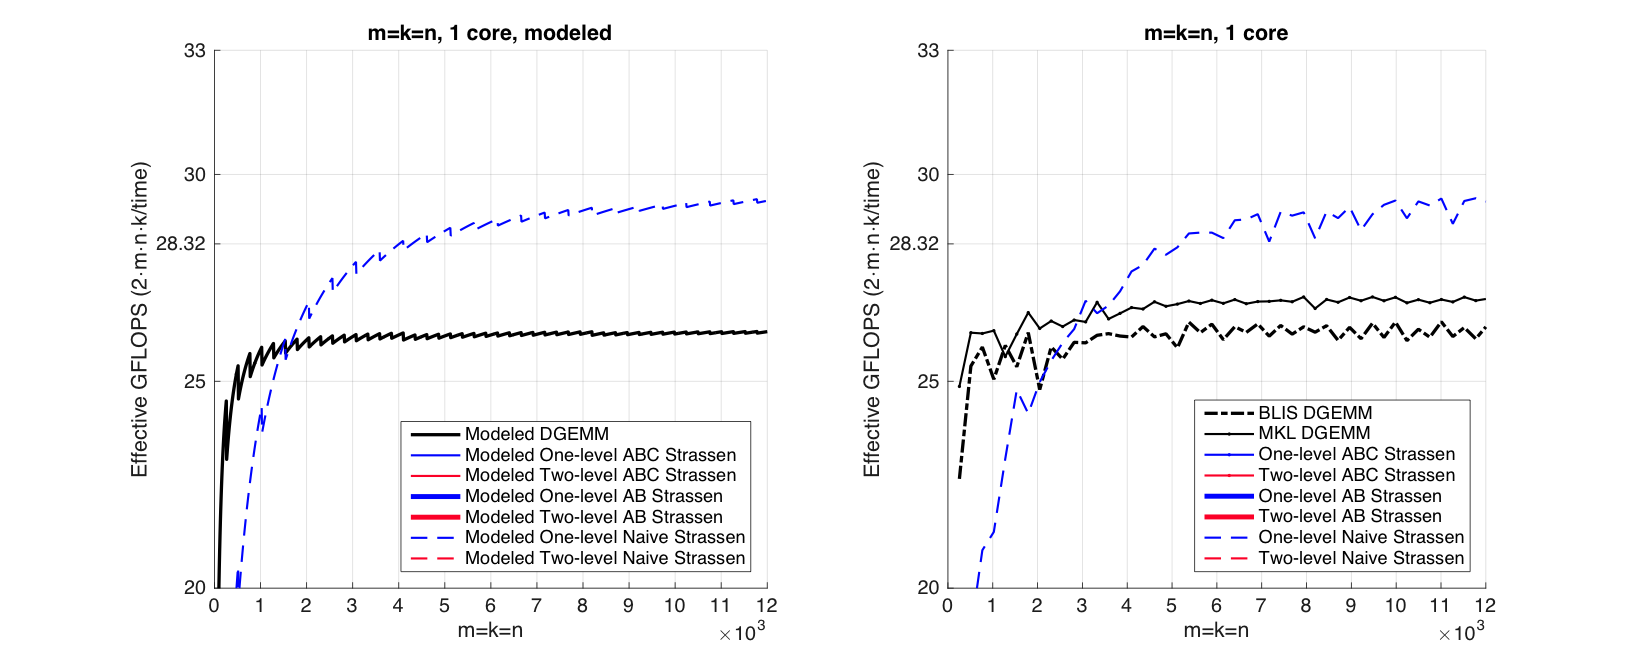 m=k=n, 1 core, modeled
33
30
28.32
25
20
Effective GFLOPS (2·m·n·k/time)
Modeled DGEMM
Modeled One-level ABC Strassen
Modeled Two-level ABC Strassen
Modeled One-level AB Strassen
Modeled Two-level AB Strassen
Modeled One-level Naive Strassen
Modeled Two-level Naive Strassen
0 1 2 3 4 5 6 7 8 9 10 11 12
m=k=n
×10³
m=k=n, 1 core
33
30
28.32
25
20
Effective GFLOPS (2·m·n·k/time)
BLIS DGEMM
MKL DGEMM
One-level ABC Strassen
Two-level ABC Strassen
One-level AB Strassen
Two-level AB Strassen
One-level Naive Strassen
Two-level Naive Strassen
0 1 2 3 4 5 6 7 8 9 10 11 12
m=k=n
×10³